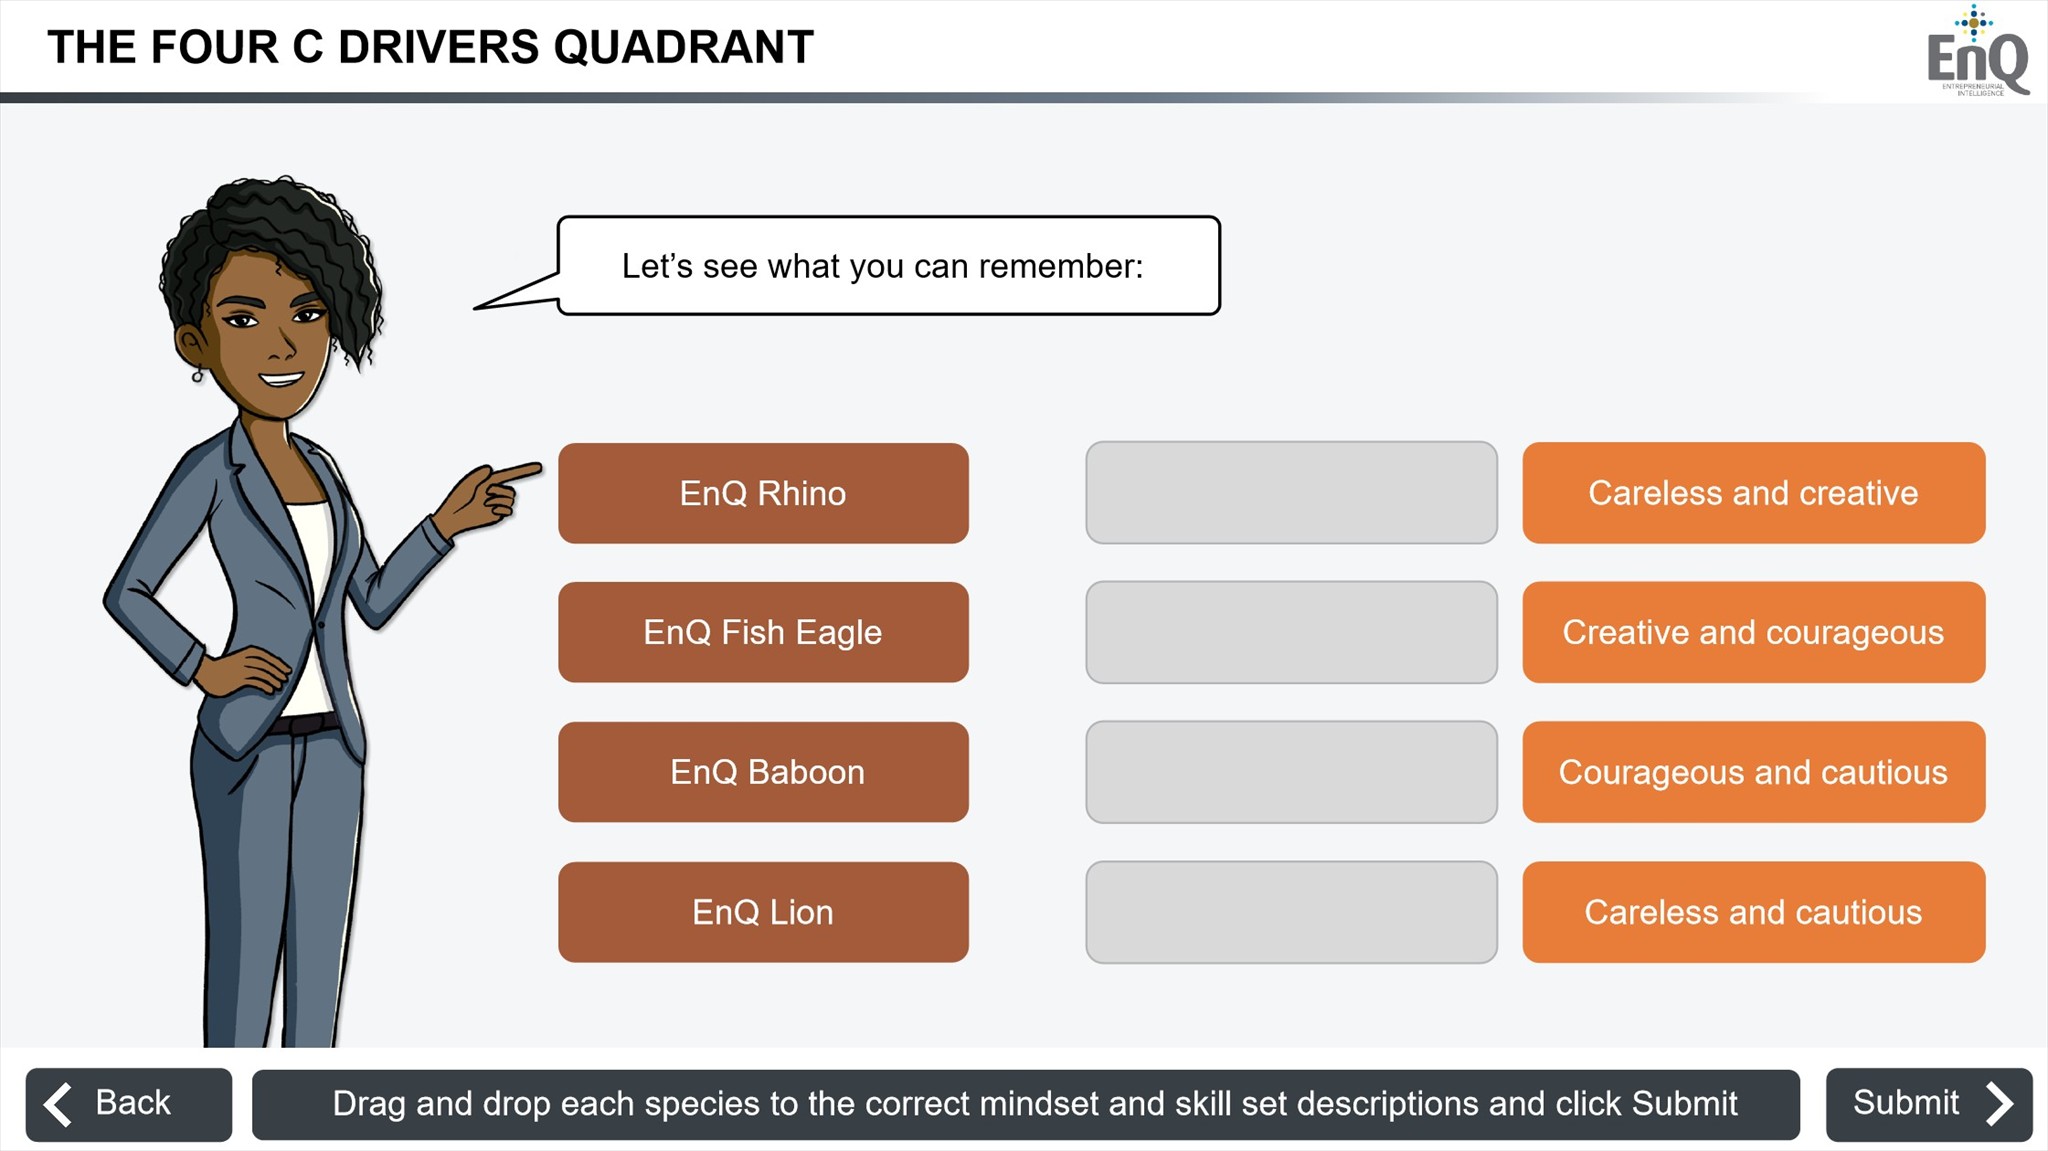 THE FOUR C DRIVERS QUADRANT
EnQ
ENTREPRENEURIAL
INTELLIGENCE
Let’s see what you can remember:
EnQ Rhino
Careless and creative
EnQ Fish Eagle
Creative and courageous
EnQ Baboon
Courageous and cautious
EnQ Lion
Careless and cautious
Back
Drag and drop each species to the correct mindset and skill set descriptions and click Submit
Submit